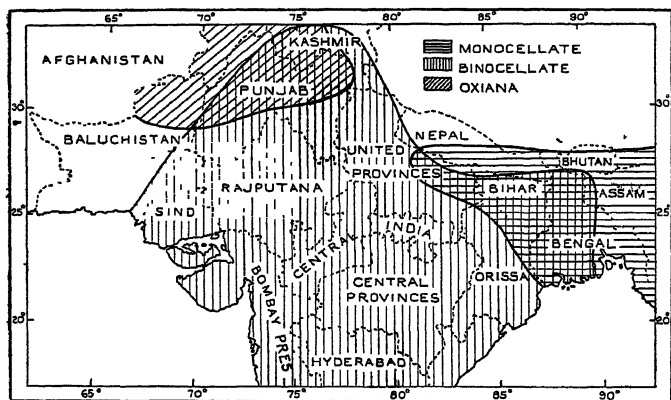 65° 70° 75° 80° 85° 90°
KASHMIR
AFGHANISTAN
MONOCELLATE
BINOCELLATE
OXIANA
PUNJAB
30° 30°
BALUCHISTAN
NEPAL
UNITED
PROVINCES
BHUTAN
RAJPUTANA
BIHAR
ASSAM
SIND
25° 25°
CENTRAL INDIA
BENGAL
ORISSA
CENTRAL
PROVINCES
BOMBAY PRES
20° 20°
HYDERABAD
65° 70° 75° 80° 85° 90°